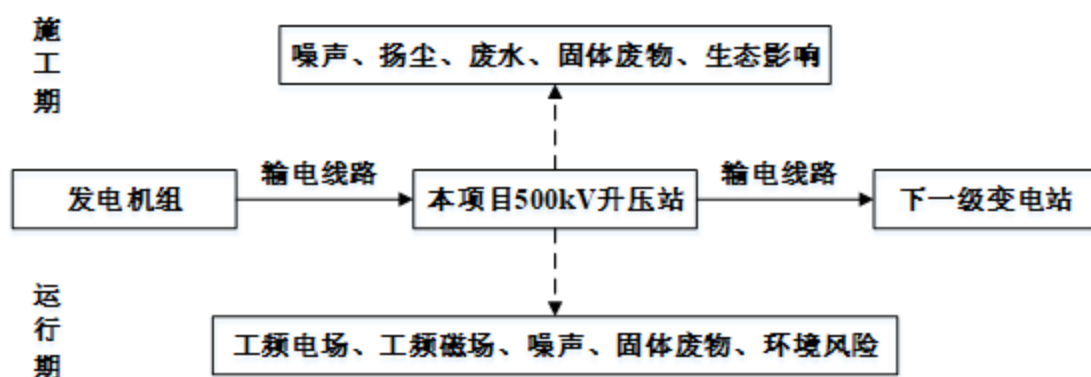 施工期
噪声、扬尘、废水、固体废物、生态影响
发电机组
输电线路
本项目500kV升压站
输电线路
下一级变电站
运行期
工频电场、工频磁场、噪声、固体废物、环境风险